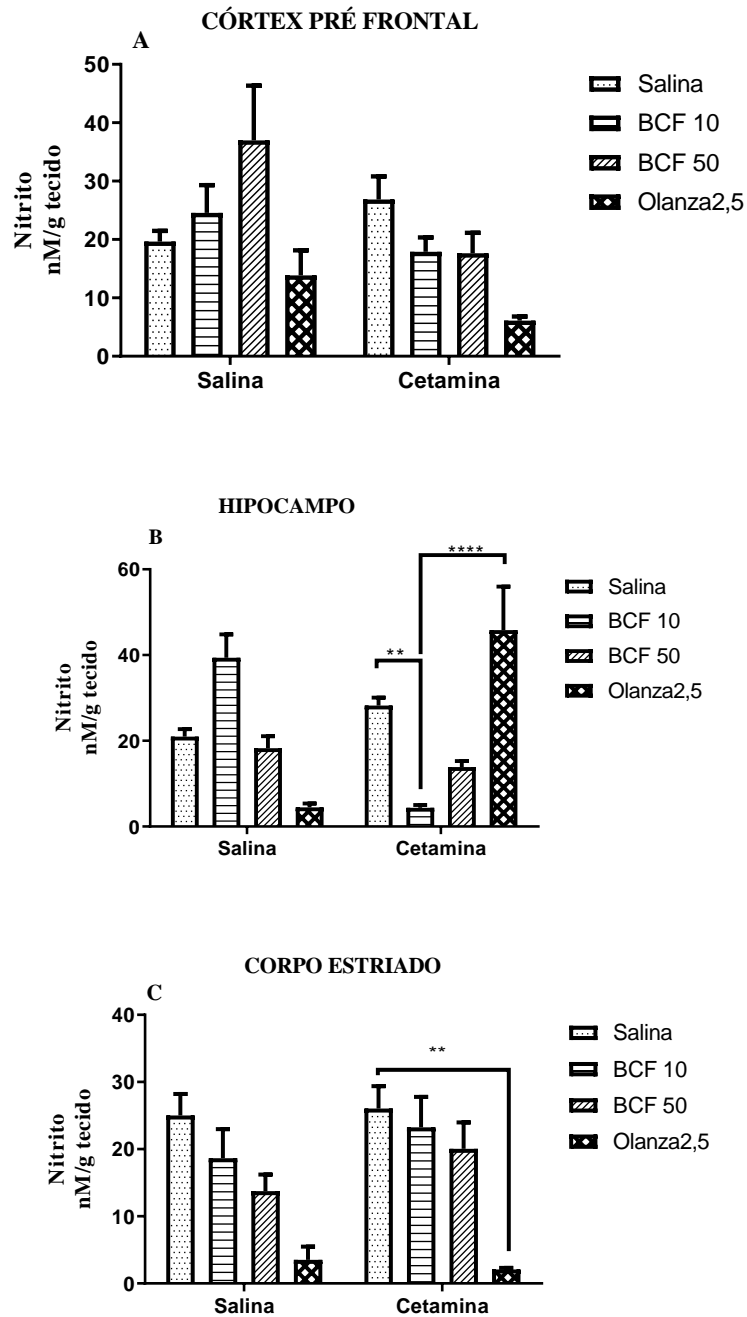 CÓRTEX PRÉ FRONTAL
A
Nitrito
nM/g tecido
50
40
30
20
10
0
Salina
Cetamina
Salina
BCF 10
BCF 50
Olanza2,5
HIPOCAMPO
B
Nitrito
nM/g tecido
60
40
20
0
**
****
Salina
Cetamina
Salina
BCF 10
BCF 50
Olanza2,5
CORPO ESTRIADO
C
Nitrito
nM/g tecido
40
30
20
10
0
**
Salina
Cetamina
Salina
BCF 10
BCF 50
Olanza2,5